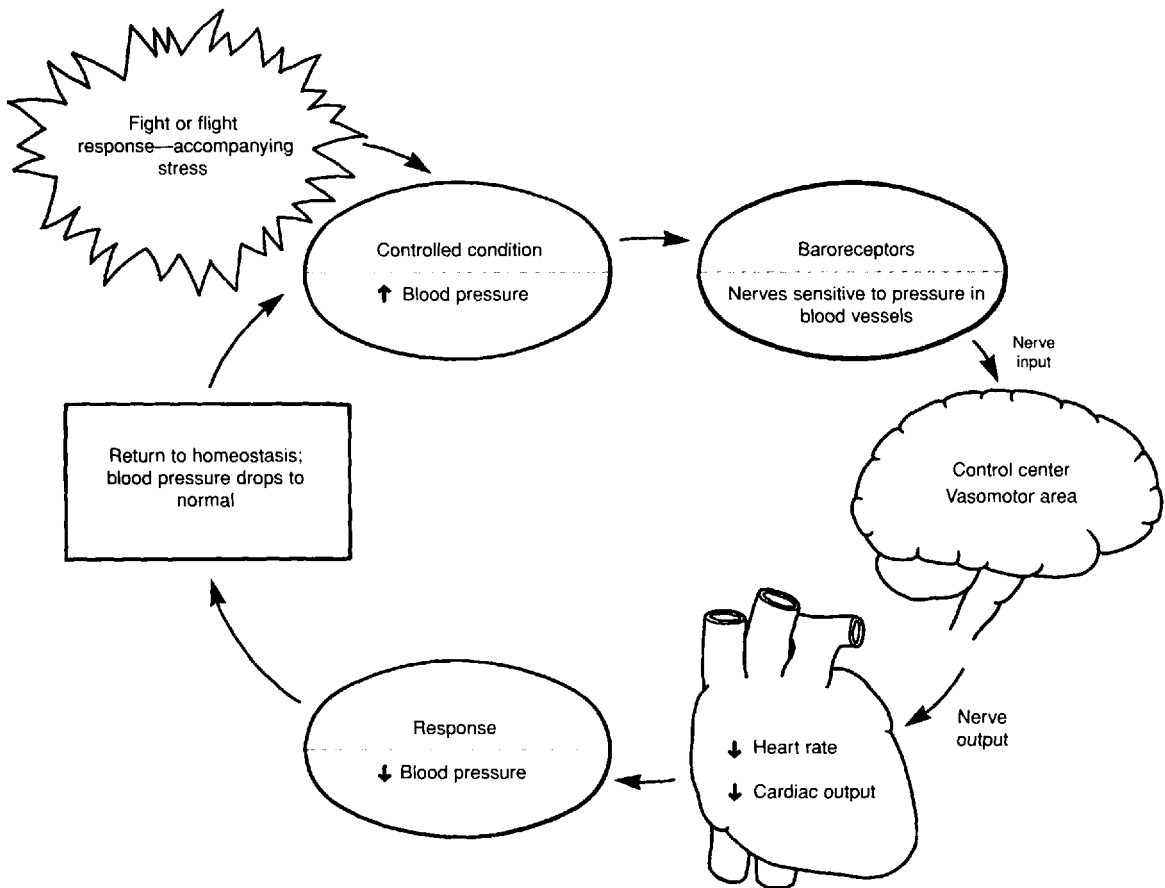 Fight or flight
response—accompanying
stress
Controlled condition
↑ Blood pressure
Baroreceptors
Nerves sensitive to pressure in
blood vessels
Nerve
input
Control center
Vasomotor area
Nerve
output
↓ Heart rate
↓ Cardiac output
Response
↓ Blood pressure
Return to homeostasis;
blood pressure drops to
normal